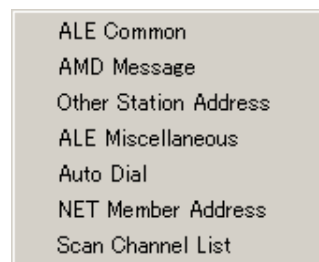 ALE Common
AMD Message
Other Station Address
ALE Miscellaneous
Auto Dial
NET Member Address
Scan Channel List